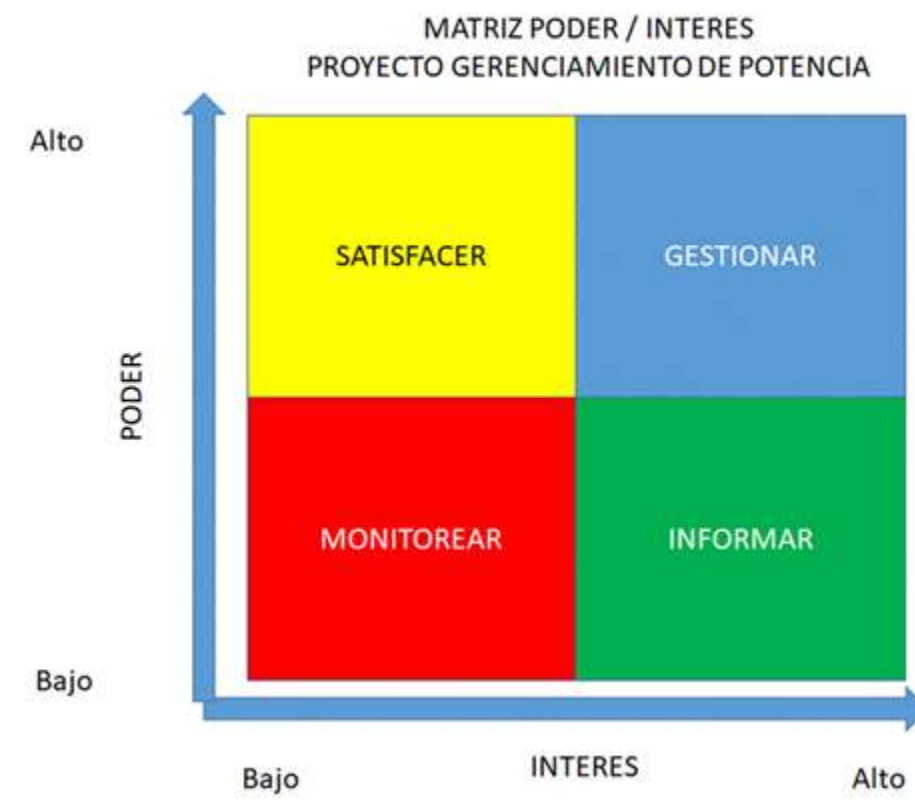 MATRIZ PODER / INTERES
PROYECTO GERENCIAMIENTO DE POTENCIA
Alto
SATISFACER
GESTIONAR
PODER
MONITOREAR
INFORMAR
Bajo
Bajo
INTERES
Alto